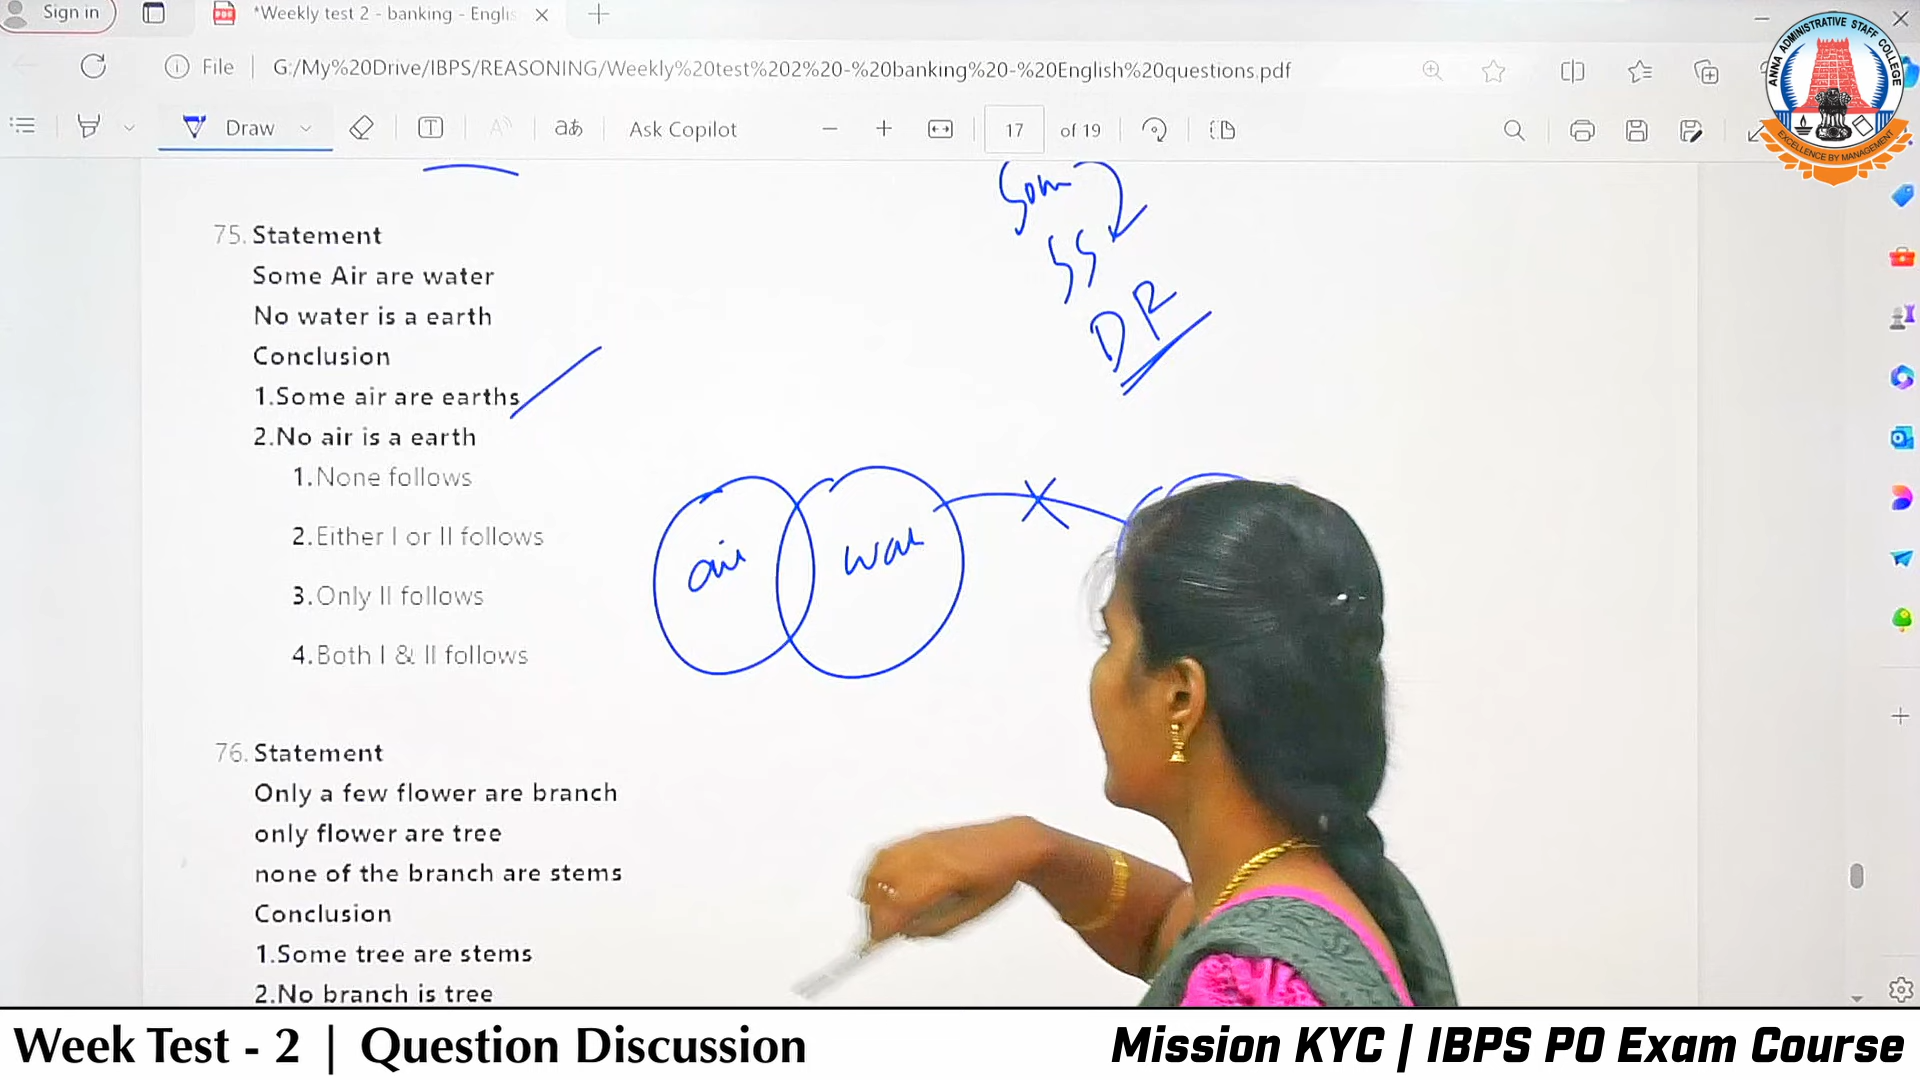 Sign in
*Weekly test 2 - banking - Englis
File
G:/My%20Drive/IBPS/REASONING/Weekly%20test%202%20-%20banking%20-%20English%20questions.pdf
Draw
Ask Copilot
17 of 19
ANNA ADMINISTRATIVE STAFF COLLEGE
EXCELLENCE BY MANAGEMENT
Som
SS
DR
75. Statement
Some Air are water
No water is a earth
Conclusion
1.Some air are earths
2.No air is a earth
1.None follows
2.Either I or II follows
3.Only II follows
4.Both I & II follows
air
wat
76. Statement
Only a few flower are branch
only flower are tree
none of the branch are stems
Conclusion
1.Some tree are stems
2.No branch is tree
Week Test - 2 | Question Discussion
Mission KYC | IBPS PO Exam Course